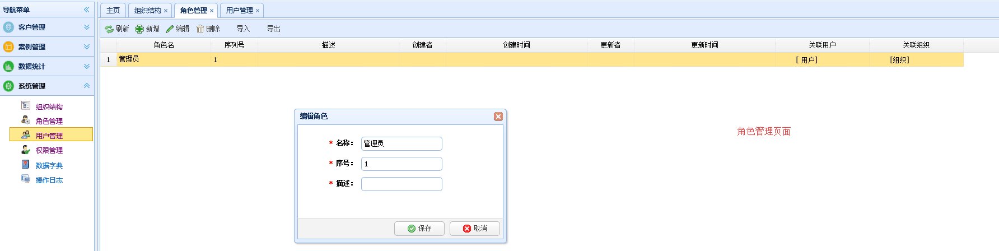 导航菜单
客户管理
案例管理
数据统计
系统管理
组织结构
角色管理
用户管理
权限管理
数据字典
操作日志
主页 组织结构 角色管理 用户管理
刷新 新增 编辑 删除 导入 导出
角色名 序列号 描述 创建者 创建时间 更新者 更新时间 关联用户 关联组织
1 管理员 1 [ 用户] [组织]
编辑角色
* 名称： 管理员
* 序号： 1
* 描述：
保存 取消
角色管理页面